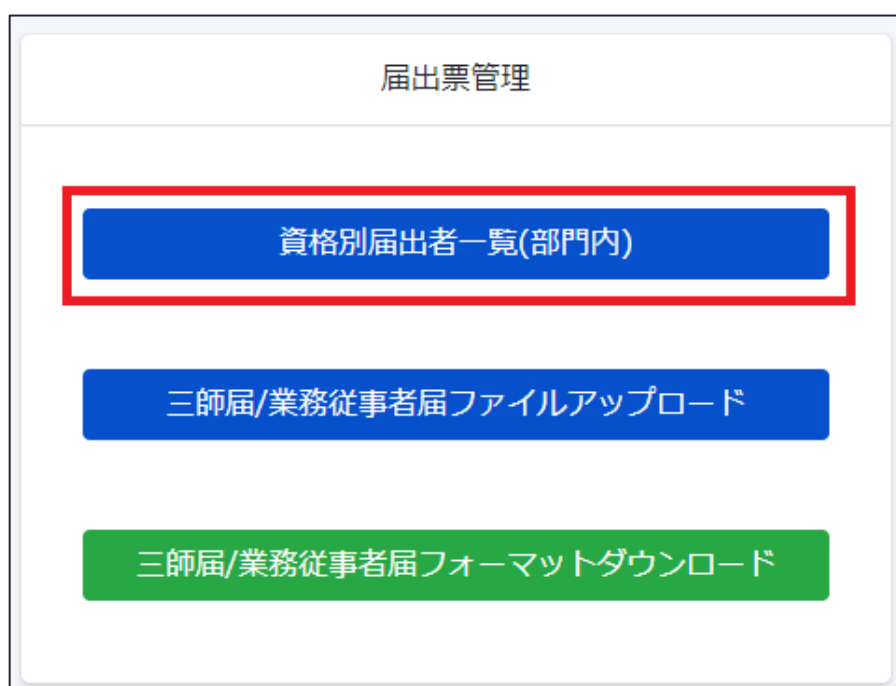 届出票管理
資格別届出者一覧(部門内)
三師届/業務従事者届ファイルアップロード
三師届/業務従事者届フォーマットダウンロード